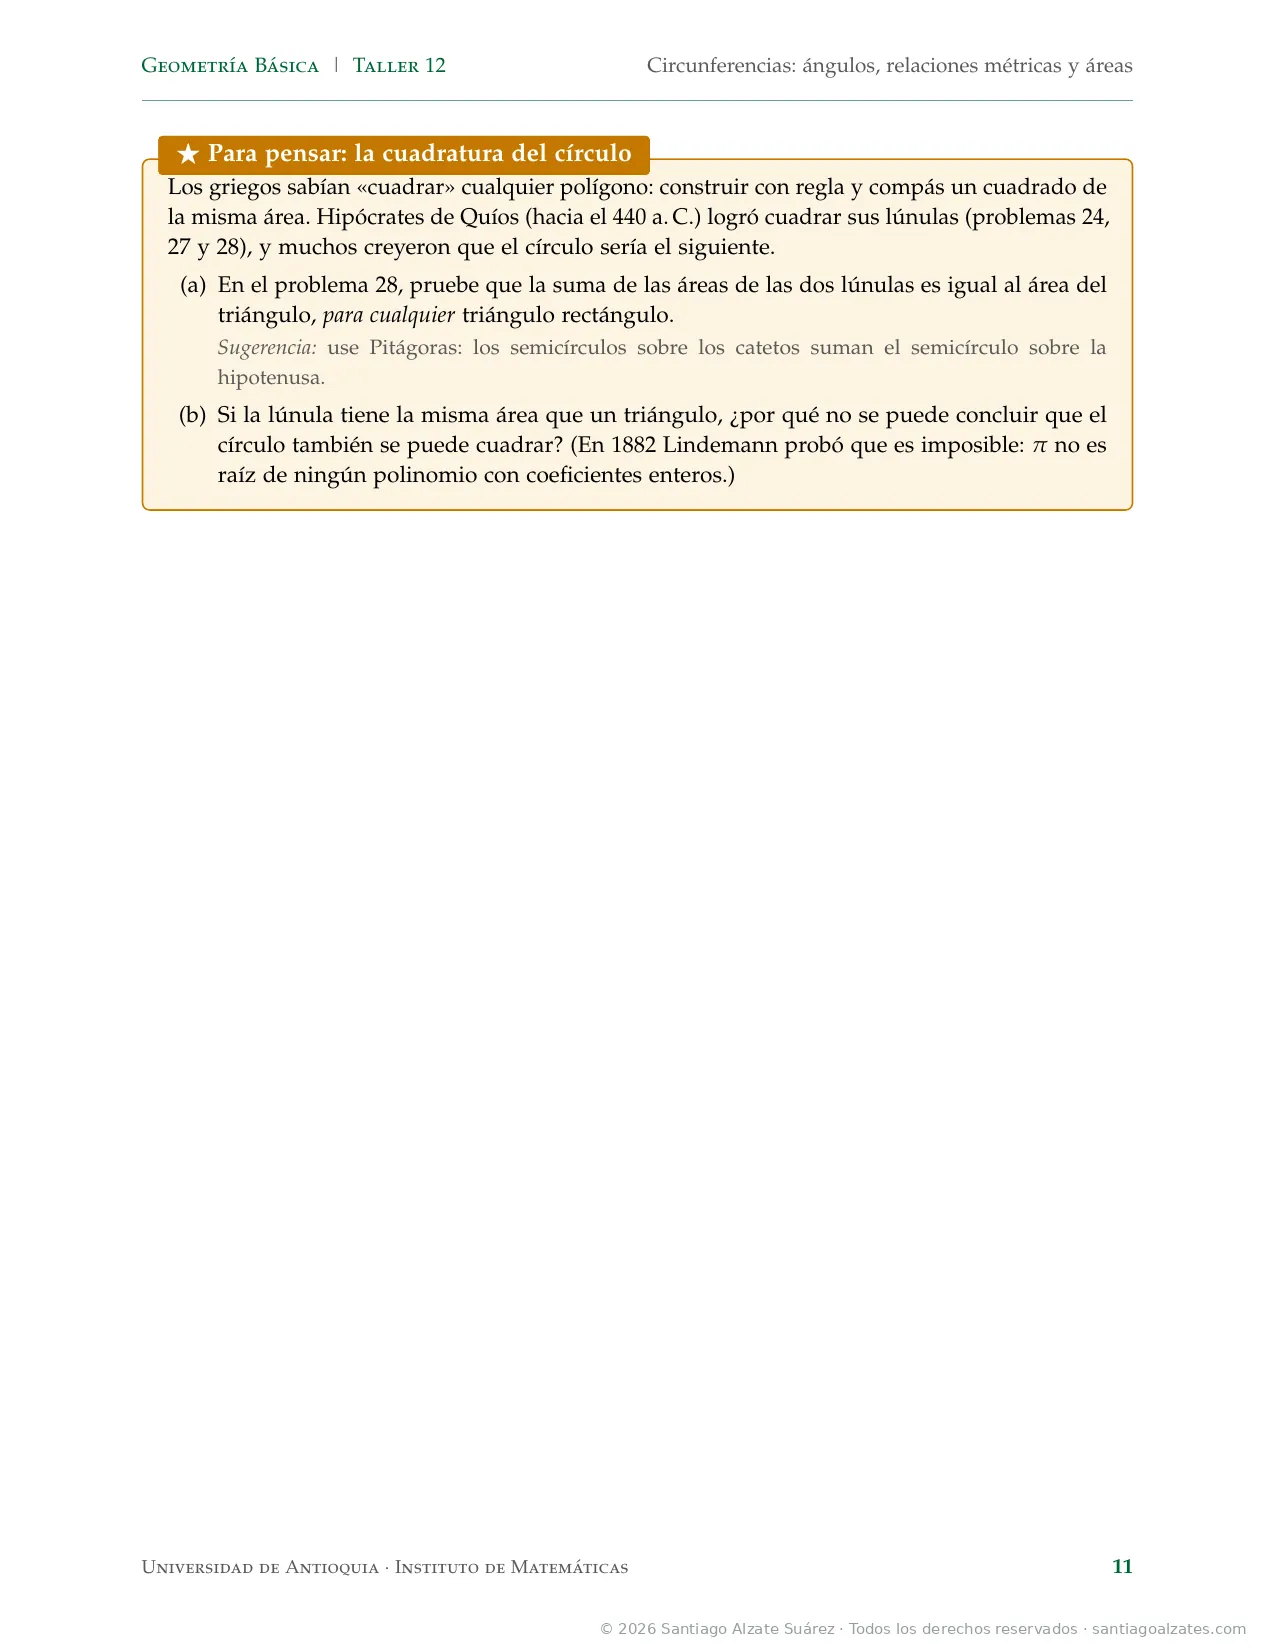 Geometría Básica | Taller 12 Circunferencias: ángulos, relaciones métricas y áreas
★ Para pensar: la cuadratura del círculo
Los griegos sabían «cuadrar» cualquier polígono: construir con regla y compás un cuadrado de
la misma área. Hipócrates de Quíos (hacia el 440 a. C.) logró cuadrar sus lúnulas (problemas 24,
27 y 28), y muchos creyeron que el círculo sería el siguiente.
(a) En el problema 28, pruebe que la suma de las áreas de las dos lúnulas es igual al área del
triángulo, para cualquier triángulo rectángulo.
Sugerencia: use Pitágoras: los semicírculos sobre los catetos suman el semicírculo sobre la
hipotenusa.
(b) Si la lúnula tiene la misma área que un triángulo, ¿por qué no se puede concluir que el
círculo también se puede cuadrar? (En 1882 Lindemann probó que es imposible: π no es
raíz de ningún polinomio con coeficientes enteros.)
Universidad de Antioquia · Instituto de Matemáticas 11
© 2026 Santiago Alzate Suárez · Todos los derechos reservados · santiagoalzates.com